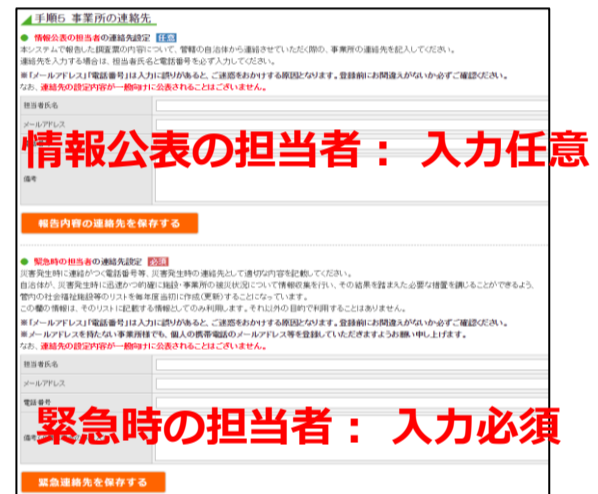 手順5 事業所の連絡先
● 情報公表の担当者の連絡先設定 任意
本システムで報告した調査票の内容について、管轄の自治体から連絡させていただく際の、事業所の連絡先を記入してください。
連絡先を入力する場合は、担当者氏名と電話番号を必ず入力してください。
※「メールアドレス」「電話番号」は入力に誤りがあると、ご迷惑をおかけする原因となります。登録前にお間違えがないか必ずご確認ください。
なお、連絡先の設定内容が一般向けに公表されることはございません。
担当者氏名
メールアドレス
情報公表の担当者： 入力任意
備考
報告内容の連絡先を保存する
● 緊急時の担当者の連絡先設定 必須
災害発生時に連絡がつく電話番号等、災害発生時の連絡先として適切な内容を記載してください。
自治体が、災害発生時に迅速かつ的確に施設・事業所の被災状況について情報収集を行い、その結果を踏まえた必要な措置を講じることができるよう、
管内の社会福祉施設等のリストを毎年度当初に作成(更新)することになっています。
この欄の情報は、そのリストに記載する情報としてのみ利用します。それ以外の目的で利用することはありません。
※「メールアドレス」「電話番号」は入力に誤りがあると、ご迷惑をおかけする原因となります。登録前にお間違えがないか必ずご確認ください。
※メールアドレスを持たない事業所様でも、個人の携帯電話のメールアドレス等を登録していただきますようお願い申し上げます。
なお、連絡先の設定内容が一般向けに公表されることはございません。
担当者氏名
メールアドレス
電話番号
緊急時の担当者： 入力必須
備考
緊急連絡先を保存する